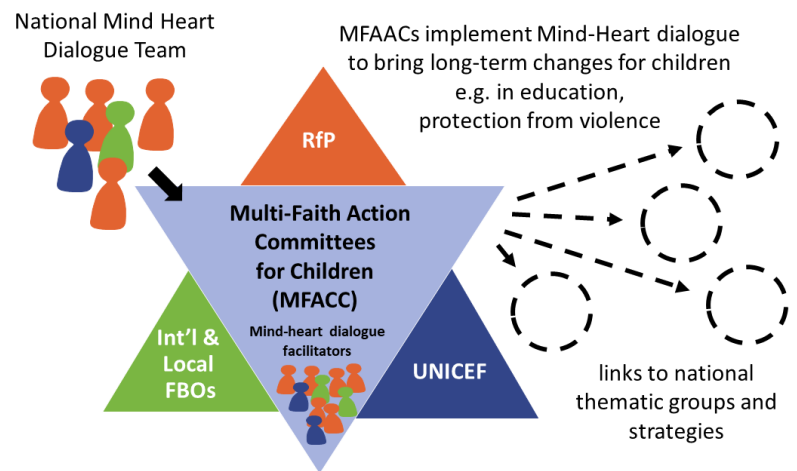 National Mind Heart
Dialogue Team
MFAACs implement Mind-Heart dialogue
to bring long-term changes for children
e.g. in education,
protection from violence
RfP
Multi-Faith Action
Committees
for Children
(MFACC)
Mind-heart dialogue
facilitators
Int'l &
Local
FBOs
UNICEF
links to national
thematic groups and
strategies